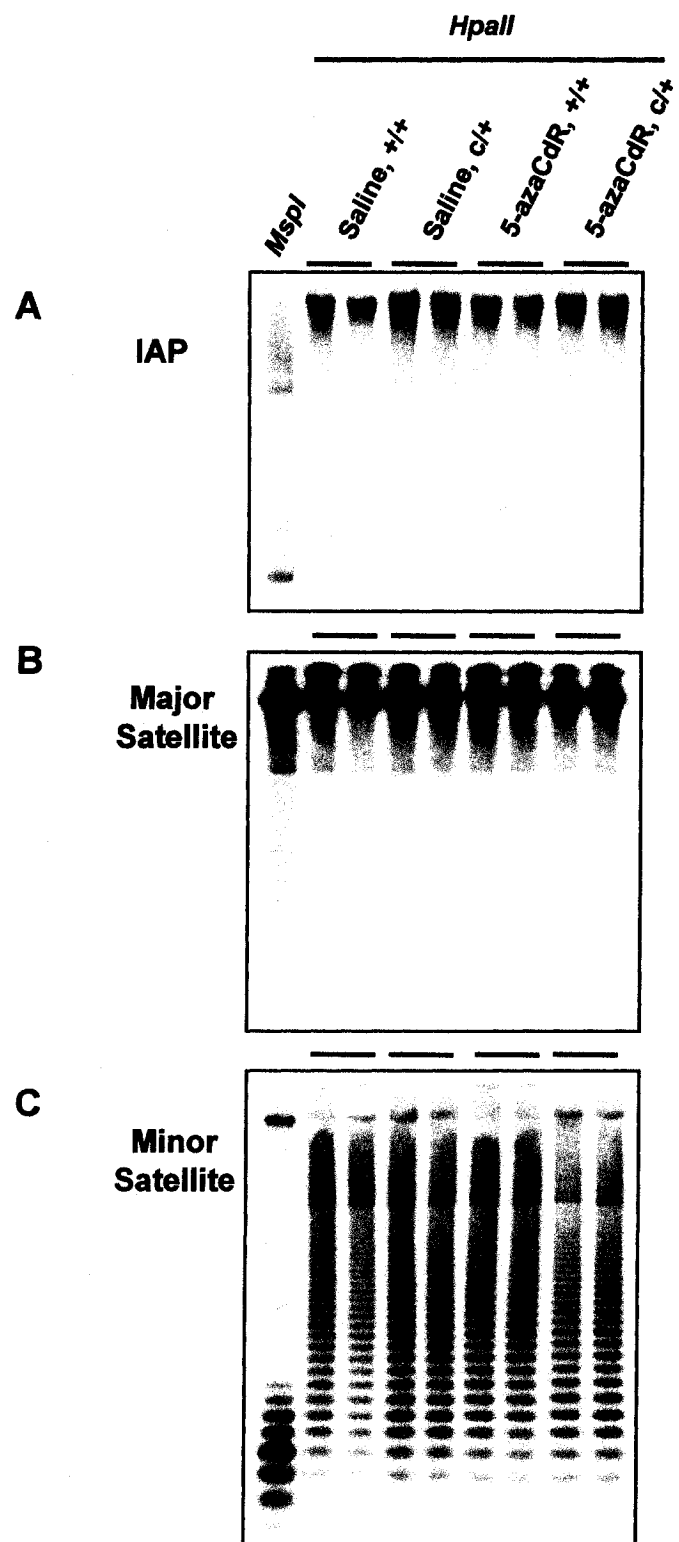 HpaII
MspI
Saline, +/+
Saline, c/+
5-azaCdR, +/+
5-azaCdR, c/+
A
IAP
B
Major
Satellite
C
Minor
Satellite